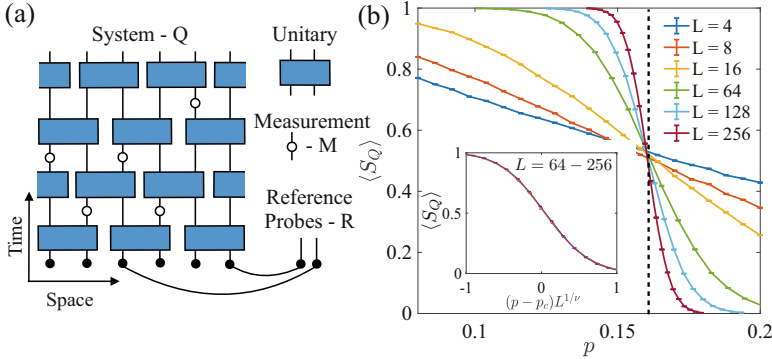 (a)
System - Q
Unitary
Measurement
- M
Reference
Probes - R
Time
Space
(b)
⟨S_Q⟩
1
0.8
0.6
0.4
0.2
0
0.1
0.15
0.2
p
L = 4
L = 8
L = 16
L = 64
L = 128
L = 256
L = 64 − 256
⟨S_Q⟩
1
0.5
0
-1
0
1
(p − p_c)L^{1/ν}